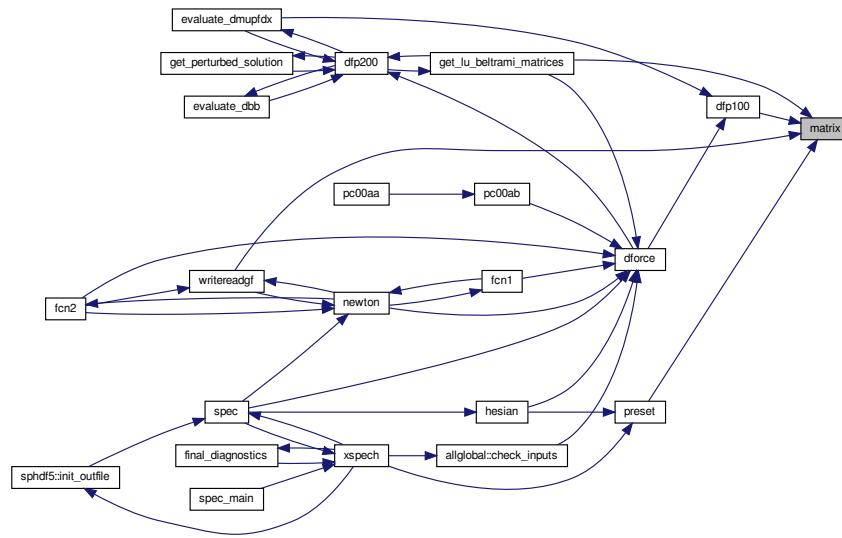 evaluate_dmupfdx
get_perturbed_solution
dfp200
get_lu_beltrami_matrices
evaluate_dbb
dfp100
matrix
pc00aa
pc00ab
dforce
writereadgf
fcn1
fcn2
newton
spec
hesian
preset
final_diagnostics
xspech
allglobal::check_inputs
sphdf5::init_outfile
spec_main